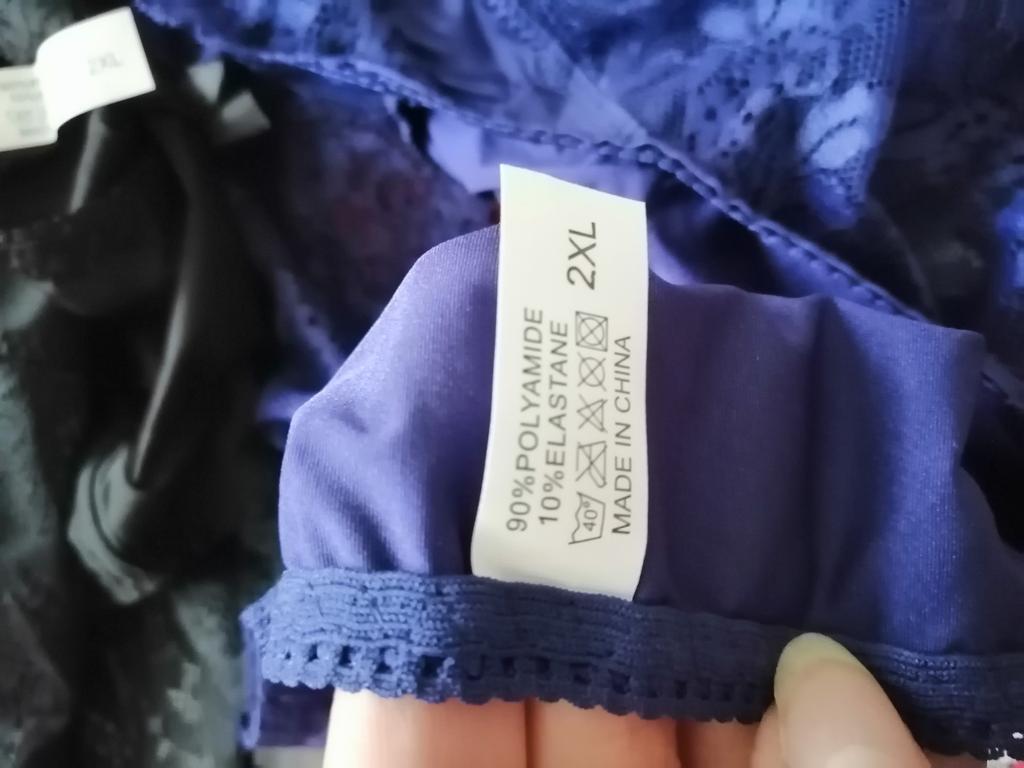 2XL
90%POLYAMIDE
10%ELASTANE
40°
MADE IN CHINA
2XL